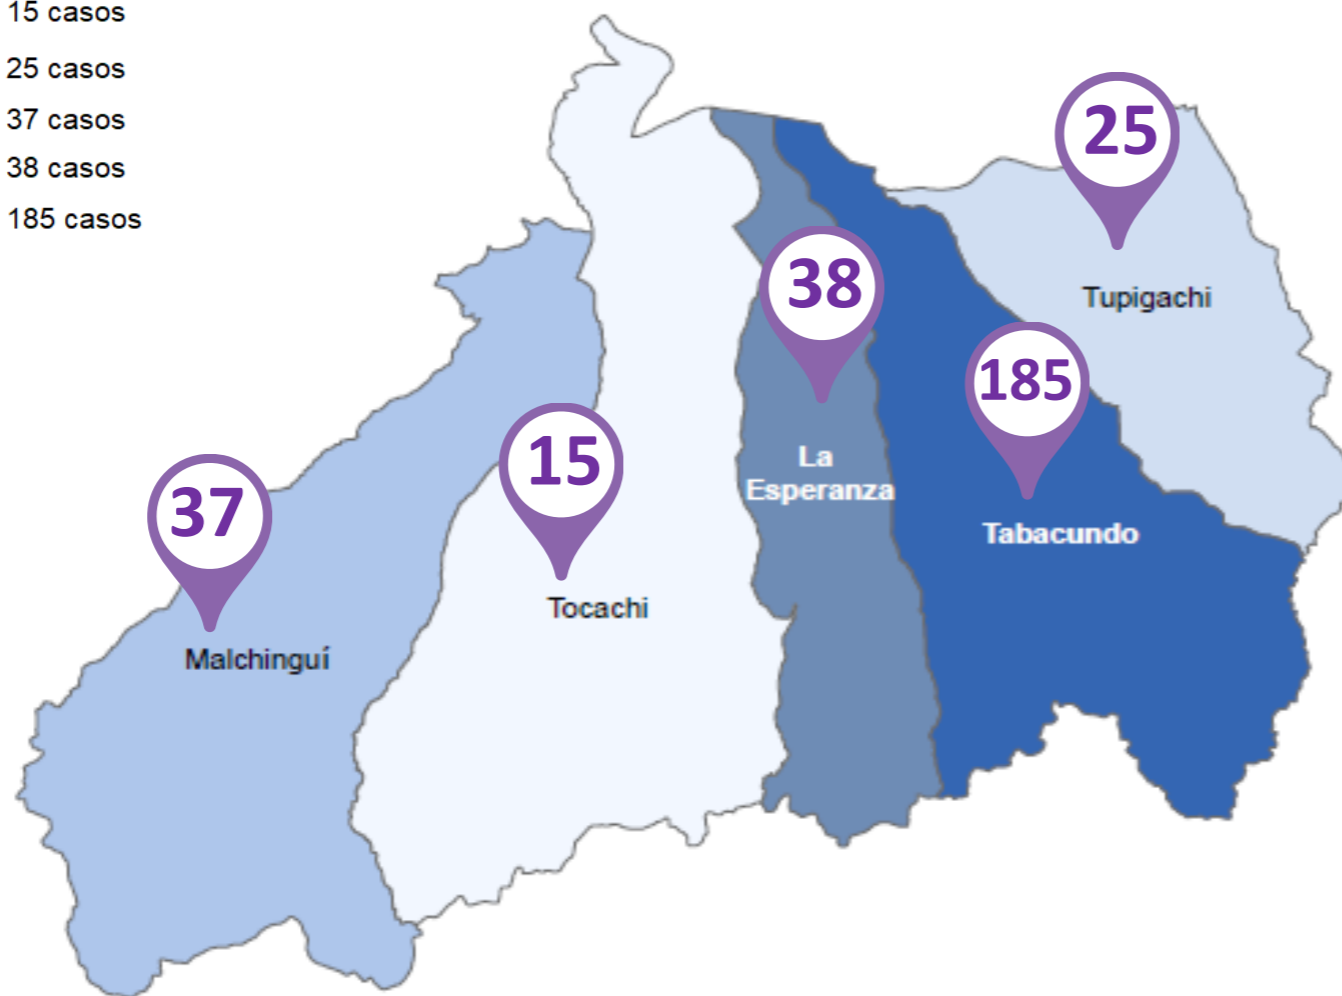 15 casos
25 casos
37 casos
38 casos
185 casos
25
Tupigachi
38
La
Esperanza
185
Tabacundo
15
Tocachi
37
Malchinguí